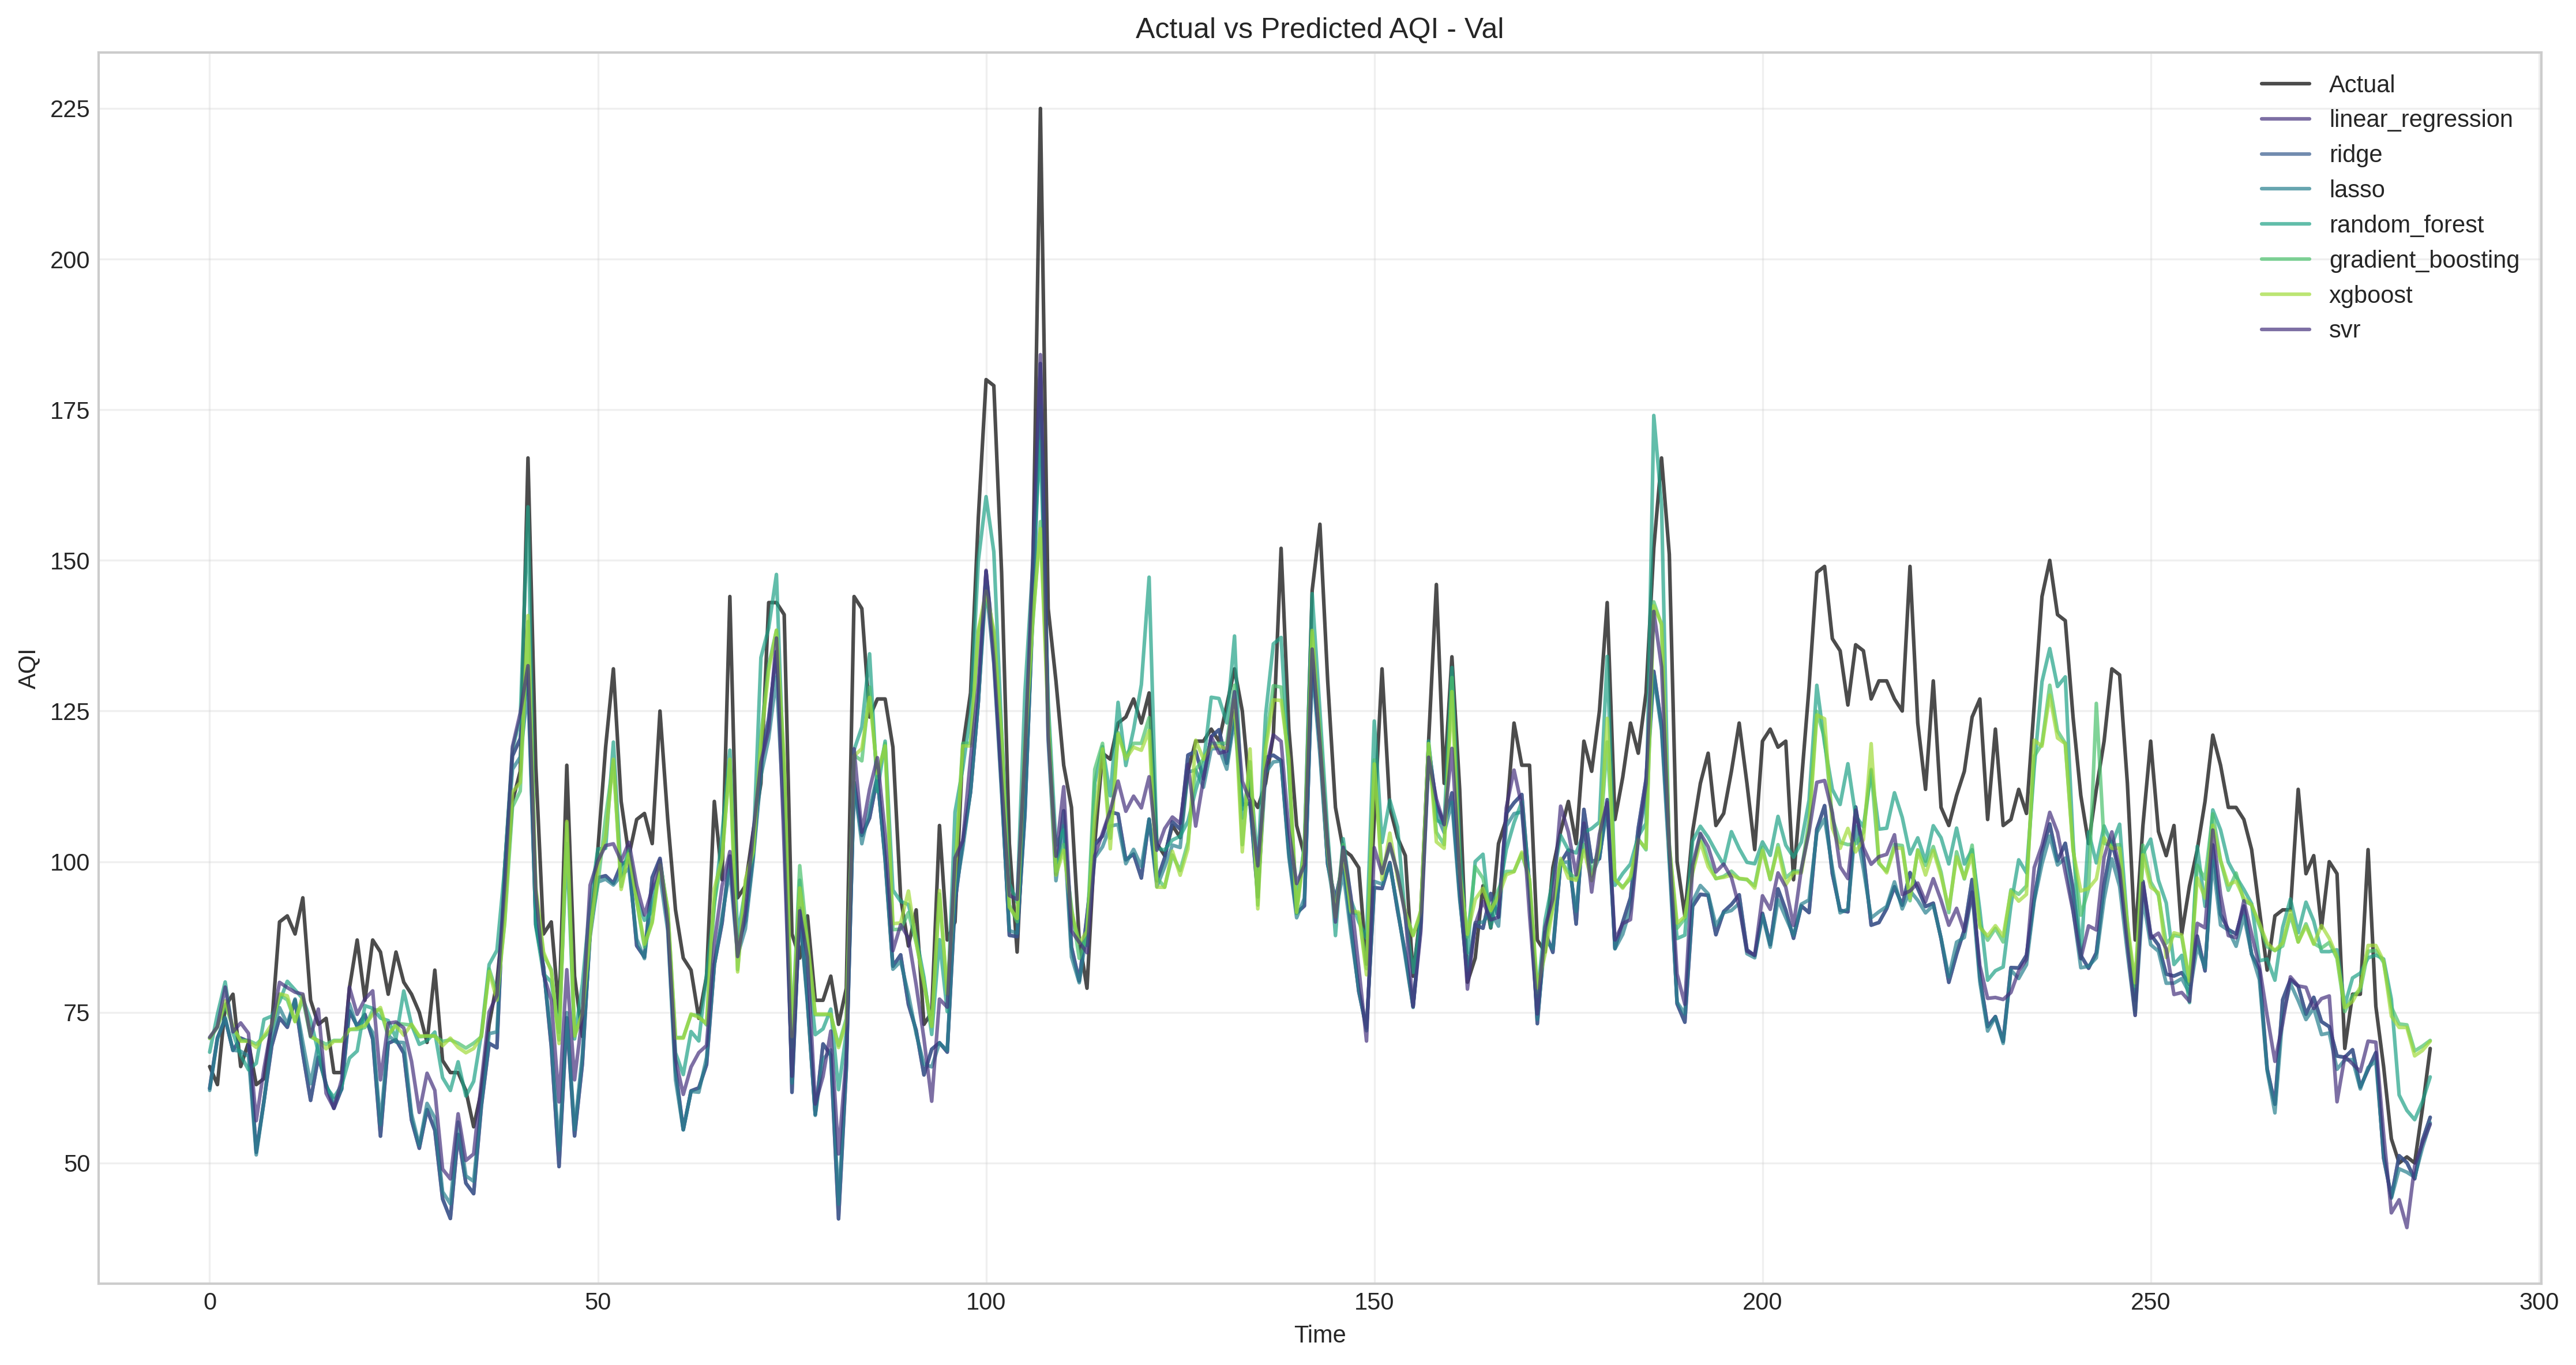 Actual vs Predicted AQI - Val
Actual
linear_regression
ridge
lasso
random_forest
gradient_boosting
xgboost
svr
225
200
175
150
125
100
75
50
AQI
0 50 100 150 200 250 300
Time